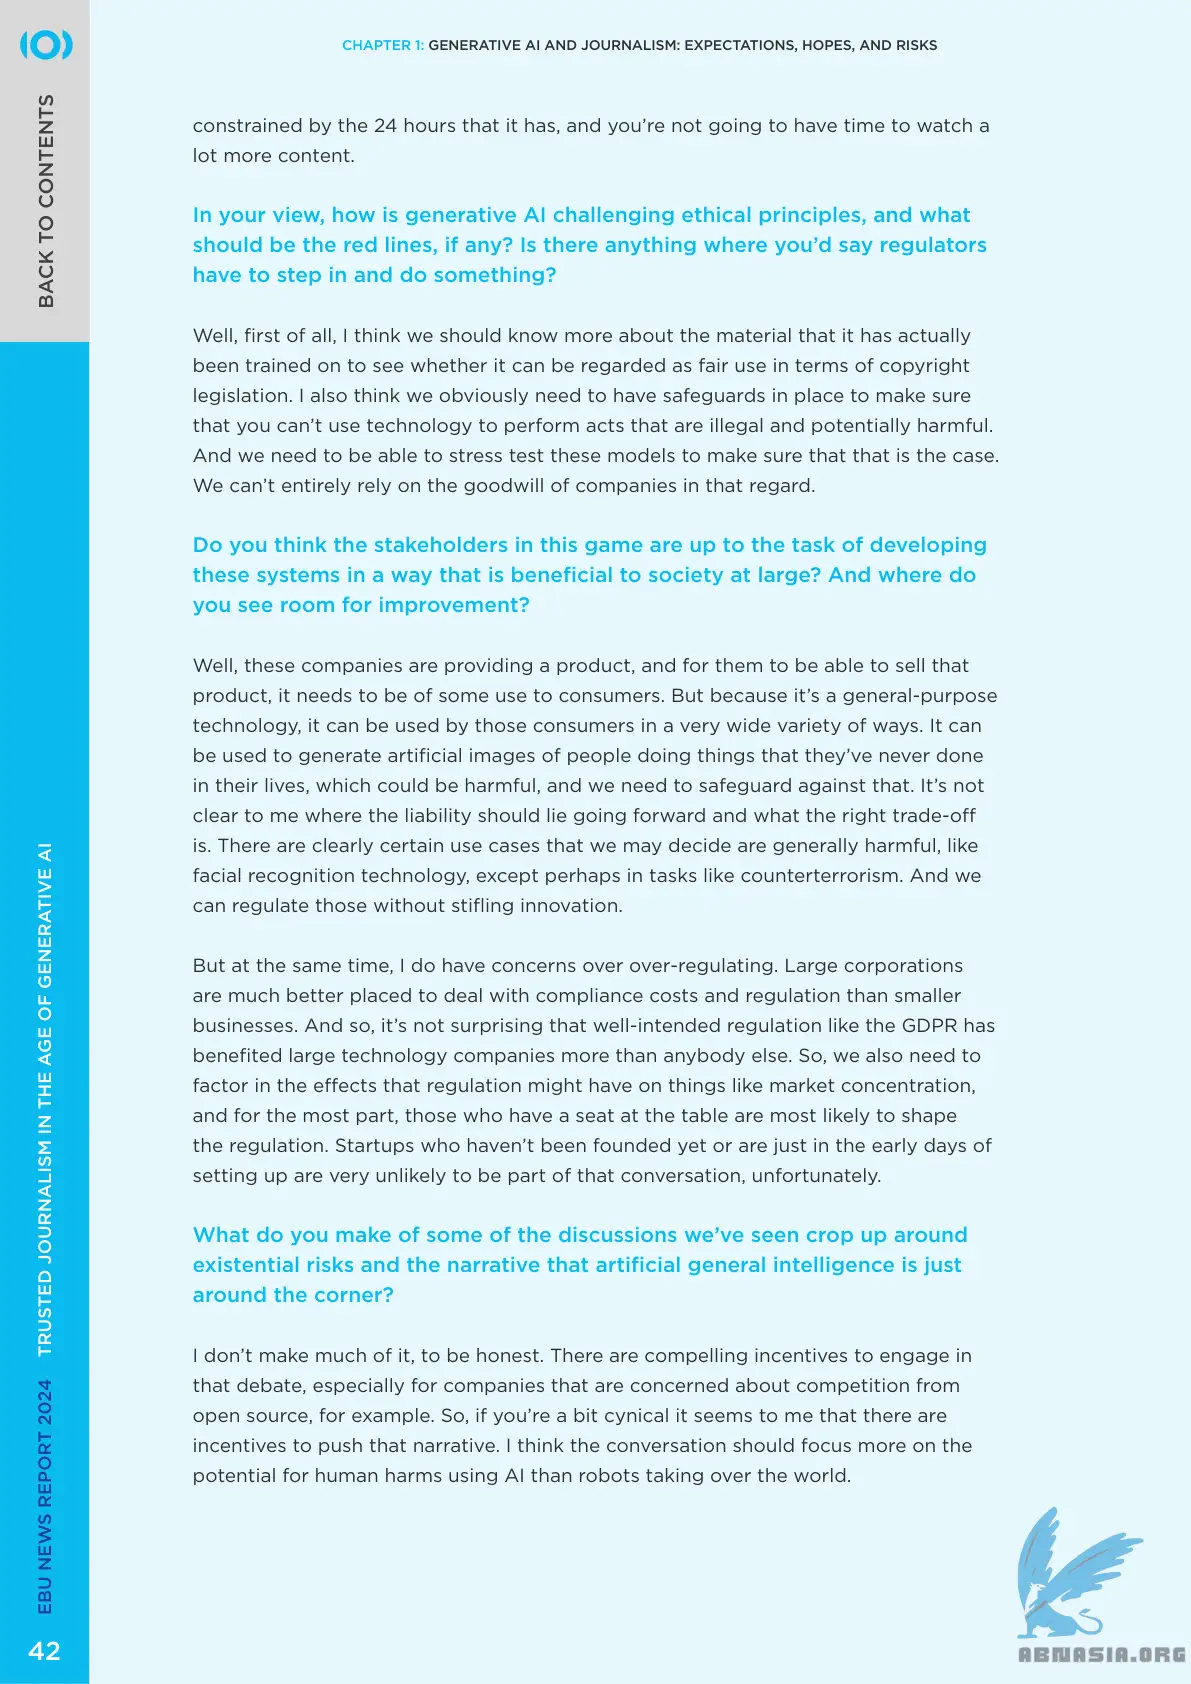 CHAPTER 1: GENERATIVE AI AND JOURNALISM: EXPECTATIONS, HOPES, AND RISKS
BACK TO CONTENTS
constrained by the 24 hours that it has, and you’re not going to have time to watch a
lot more content.
In your view, how is generative AI challenging ethical principles, and what
should be the red lines, if any? Is there anything where you’d say regulators
have to step in and do something?
Well, first of all, I think we should know more about the material that it has actually
been trained on to see whether it can be regarded as fair use in terms of copyright
legislation. I also think we obviously need to have safeguards in place to make sure
that you can’t use technology to perform acts that are illegal and potentially harmful.
And we need to be able to stress test these models to make sure that that is the case.
We can’t entirely rely on the goodwill of companies in that regard.
Do you think the stakeholders in this game are up to the task of developing
these systems in a way that is beneficial to society at large? And where do
you see room for improvement?
Well, these companies are providing a product, and for them to be able to sell that
product, it needs to be of some use to consumers. But because it’s a general-purpose
technology, it can be used by those consumers in a very wide variety of ways. It can
be used to generate artificial images of people doing things that they’ve never done
in their lives, which could be harmful, and we need to safeguard against that. It’s not
clear to me where the liability should lie going forward and what the right trade-off
is. There are clearly certain use cases that we may decide are generally harmful, like
facial recognition technology, except perhaps in tasks like counterterrorism. And we
can regulate those without stifling innovation.
But at the same time, I do have concerns over over-regulating. Large corporations
are much better placed to deal with compliance costs and regulation than smaller
businesses. And so, it’s not surprising that well-intended regulation like the GDPR has
benefited large technology companies more than anybody else. So, we also need to
factor in the effects that regulation might have on things like market concentration,
and for the most part, those who have a seat at the table are most likely to shape
the regulation. Startups who haven’t been founded yet or are just in the early days of
setting up are very unlikely to be part of that conversation, unfortunately.
What do you make of some of the discussions we’ve seen crop up around
existential risks and the narrative that artificial general intelligence is just
around the corner?
I don’t make much of it, to be honest. There are compelling incentives to engage in
that debate, especially for companies that are concerned about competition from
open source, for example. So, if you’re a bit cynical it seems to me that there are
incentives to push that narrative. I think the conversation should focus more on the
potential for human harms using AI than robots taking over the world.
EBU NEWS REPORT 2024 TRUSTED JOURNALISM IN THE AGE OF GENERATIVE AI
42
ABNASIA.ORG